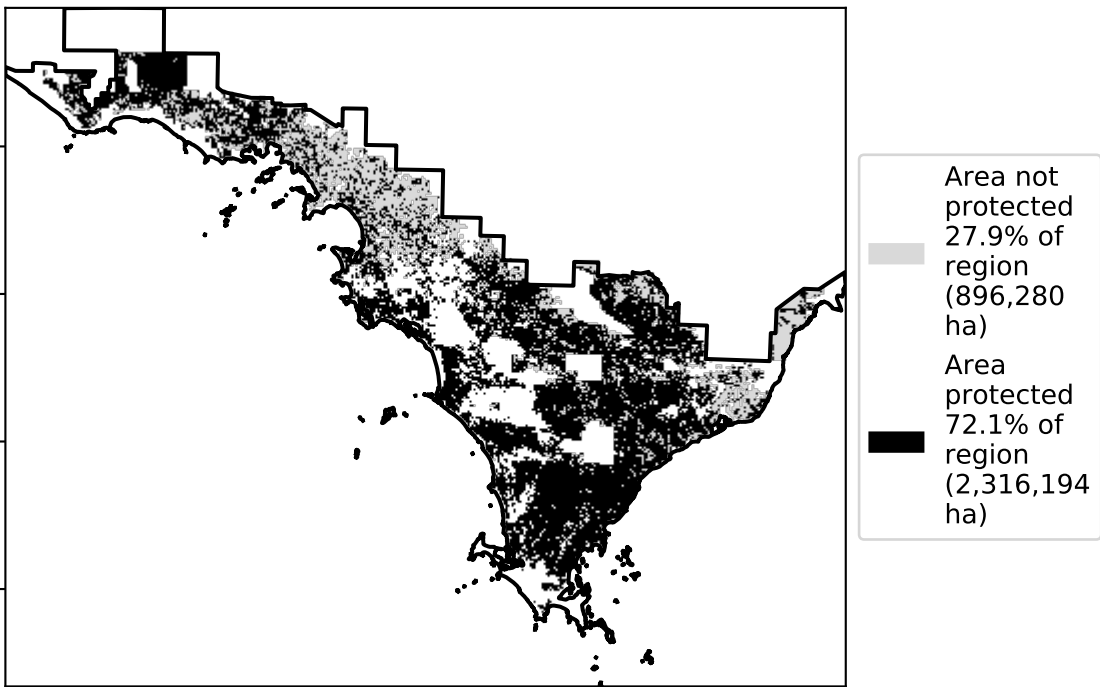 Area not
protected
27.9% of
region
(896,280
ha)
Area
protected
72.1% of
region
(2,316,194
ha)